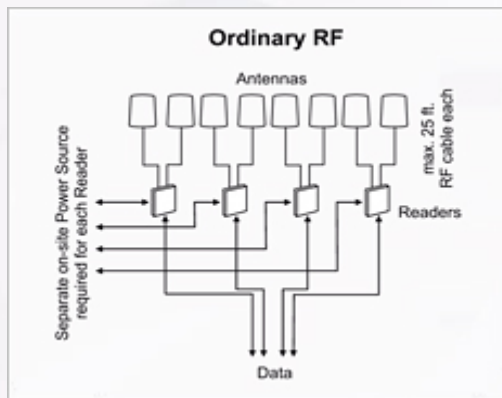 Ordinary RF
Antennas
max. 25 ft.
RF cable each
Separate on-site Power Source
required for each Reader
Readers
Data